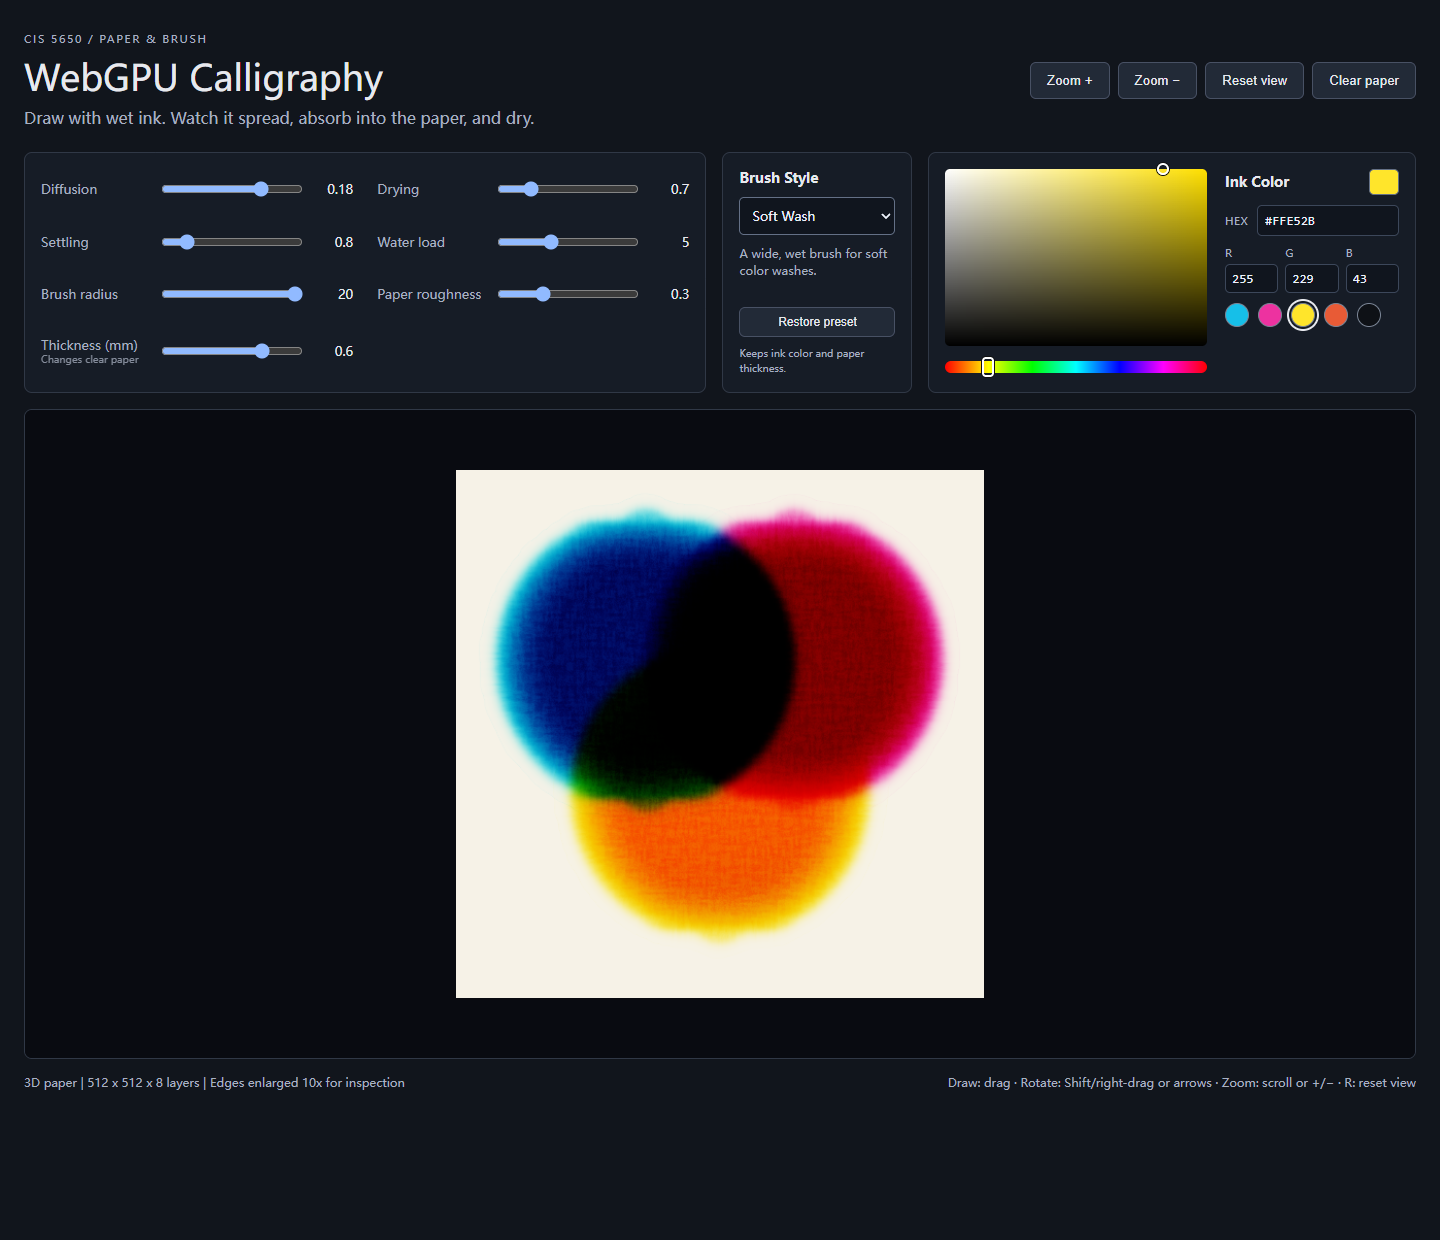 CIS 5650 / PAPER & BRUSH
WebGPU Calligraphy
Draw with wet ink. Watch it spread, absorb into the paper, and dry.
Zoom +
Zoom −
Reset view
Clear paper
Diffusion
0.18
Drying
0.7
Settling
0.8
Water load
5
Brush radius
20
Paper roughness
0.3
Thickness (mm)
Changes clear paper
0.6
Brush Style
Soft Wash
A wide, wet brush for soft
color washes.
Restore preset
Keeps ink color and paper
thickness.
Ink Color
HEX
#FFE52B
R
G
B
255
229
43
3D paper | 512 x 512 x 8 layers | Edges enlarged 10x for inspection
Draw: drag · Rotate: Shift/right-drag or arrows · Zoom: scroll or +/− · R: reset view